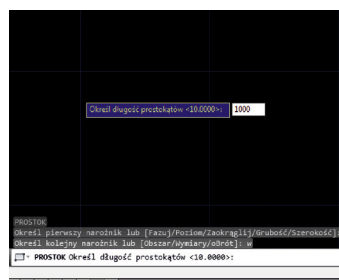 Określ długość prostokątów <10.0000>: 1000
PROSTOK
Określ pierwszy narożnik lub [Fazuj/Poziom/Zaokrąglij/Grubość/Szerokość]:
Określ kolejny narożnik lub [Obszar/Wymiary/oBrót]: w
PROSTOK Określ długość prostokątów <10.0000>: